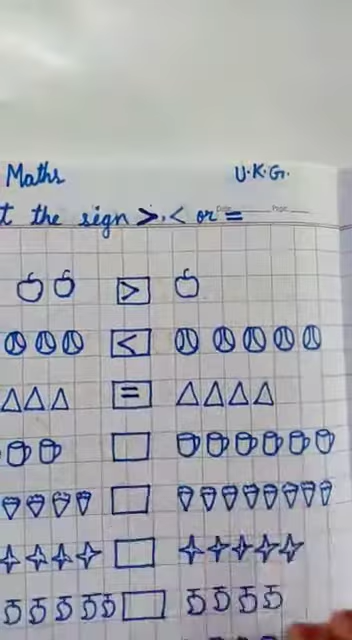 Maths U.K.G.
t the sign >, < or =
Date Page
>
<
=